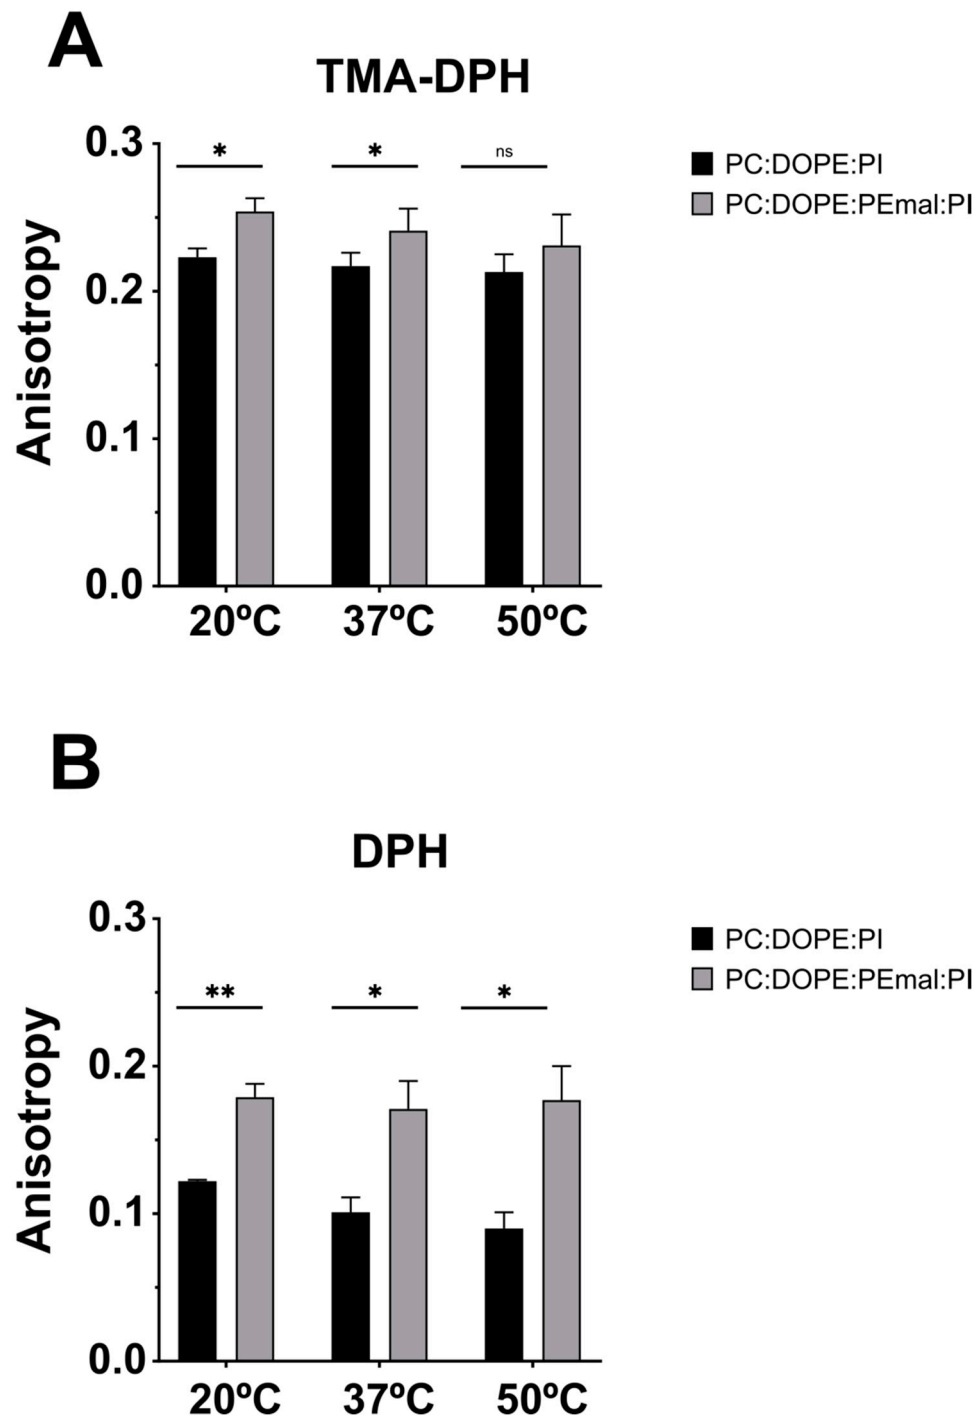 A
TMA-DPH
Anisotropy
0.3
0.2
0.1
0.0
* * ns
20ºC 37ºC 50ºC
PC:DOPE:PI
PC:DOPE:PEmal:PI
B
DPH
Anisotropy
0.3
0.2
0.1
0.0
** * *
20ºC 37ºC 50ºC
PC:DOPE:PI
PC:DOPE:PEmal:PI